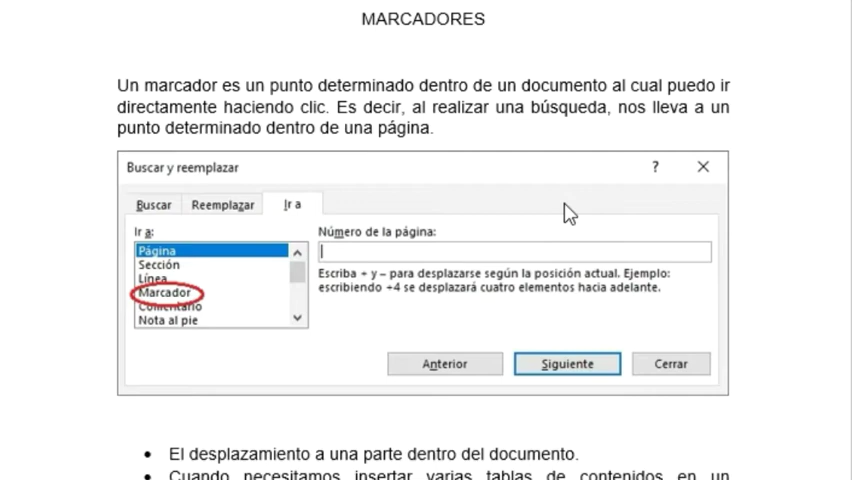 MARCADORES
Un marcador es un punto determinado dentro de un documento al cual puedo ir
directamente haciendo clic. Es decir, al realizar una búsqueda, nos lleva a un
punto determinado dentro de una página.
Buscar y reemplazar ? ×
Buscar Reemplazar Ir a
Ir a: Número de la página:
Página
Sección
Línea
Marcador
Comentario
Nota al pie
Escriba + y – para desplazarse según la posición actual. Ejemplo:
escribiendo +4 se desplazará cuatro elementos hacia adelante.
Anterior Siguiente Cerrar
• El desplazamiento a una parte dentro del documento.
• Cuando necesitamos insertar varias tablas de contenidos en un